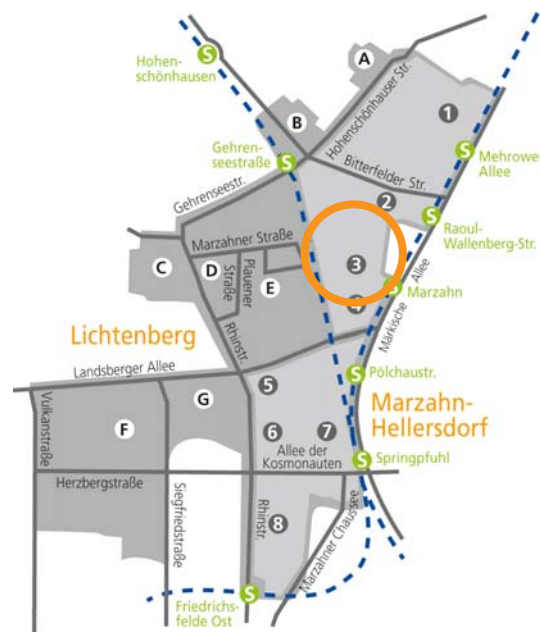 S
Hohen-
schönhausen
A
Hohenschönhauser Str.
B
1
Gehren-
seestraße
S
Bitterfelder Str.
S
Mehrower
Allee
Gehrenseestr.
2
S
Raoul-
Wallenberg-Str.
Marzahner Straße
C
D
Plauener
Straße
E
3
4
S
Marzahn
Märkische Allee
Lichtenberg
Rhinstr.
Landsberger Allee
S
Pölchaustr.
5
G
Vulkanstraße
F
6
7
Marzahn-
Hellersdorf
Allee der
Kosmonauten
S
Springpfuhl
Herzbergstraße
Siegfriedstraße
Rhinstr.
8
Marzahner Chaussee
S
Friedrichs-
felde Ost